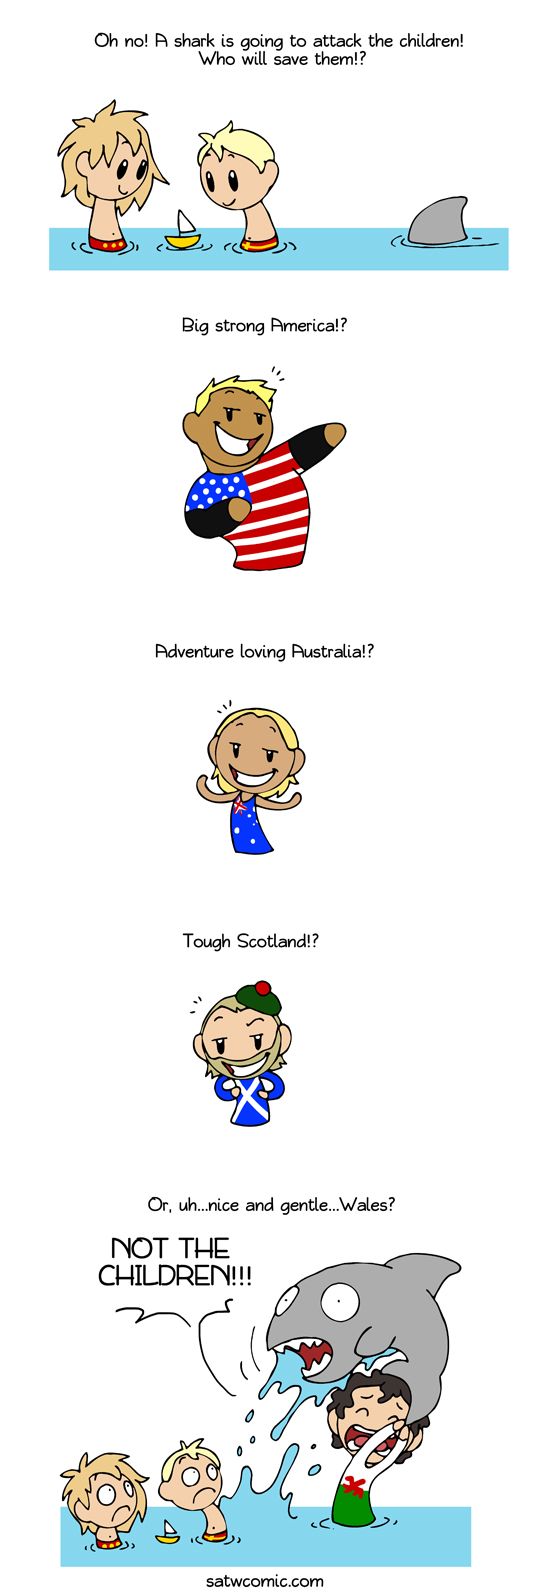 Oh no! A shark is going to attack the children!
Who will save them!?
Big strong America!?
Adventure loving Australia!?
Tough Scotland!?
Or, uh...nice and gentle...Wales?
NOT THE
CHILDREN!!!
satwcomic.com